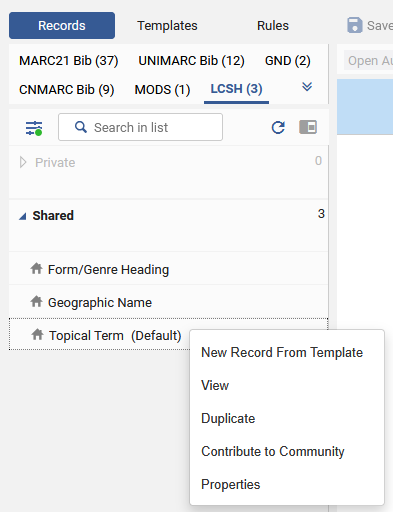 Records Templates Rules Save
MARC21 Bib (37) UNIMARC Bib (12) GND (2) Open Au
CNMARC Bib (9) MODS (1) LCSH (3)
Search in list
Private 0
Shared 3
Form/Genre Heading
Geographic Name
Topical Term (Default)
New Record From Template
View
Duplicate
Contribute to Community
Properties